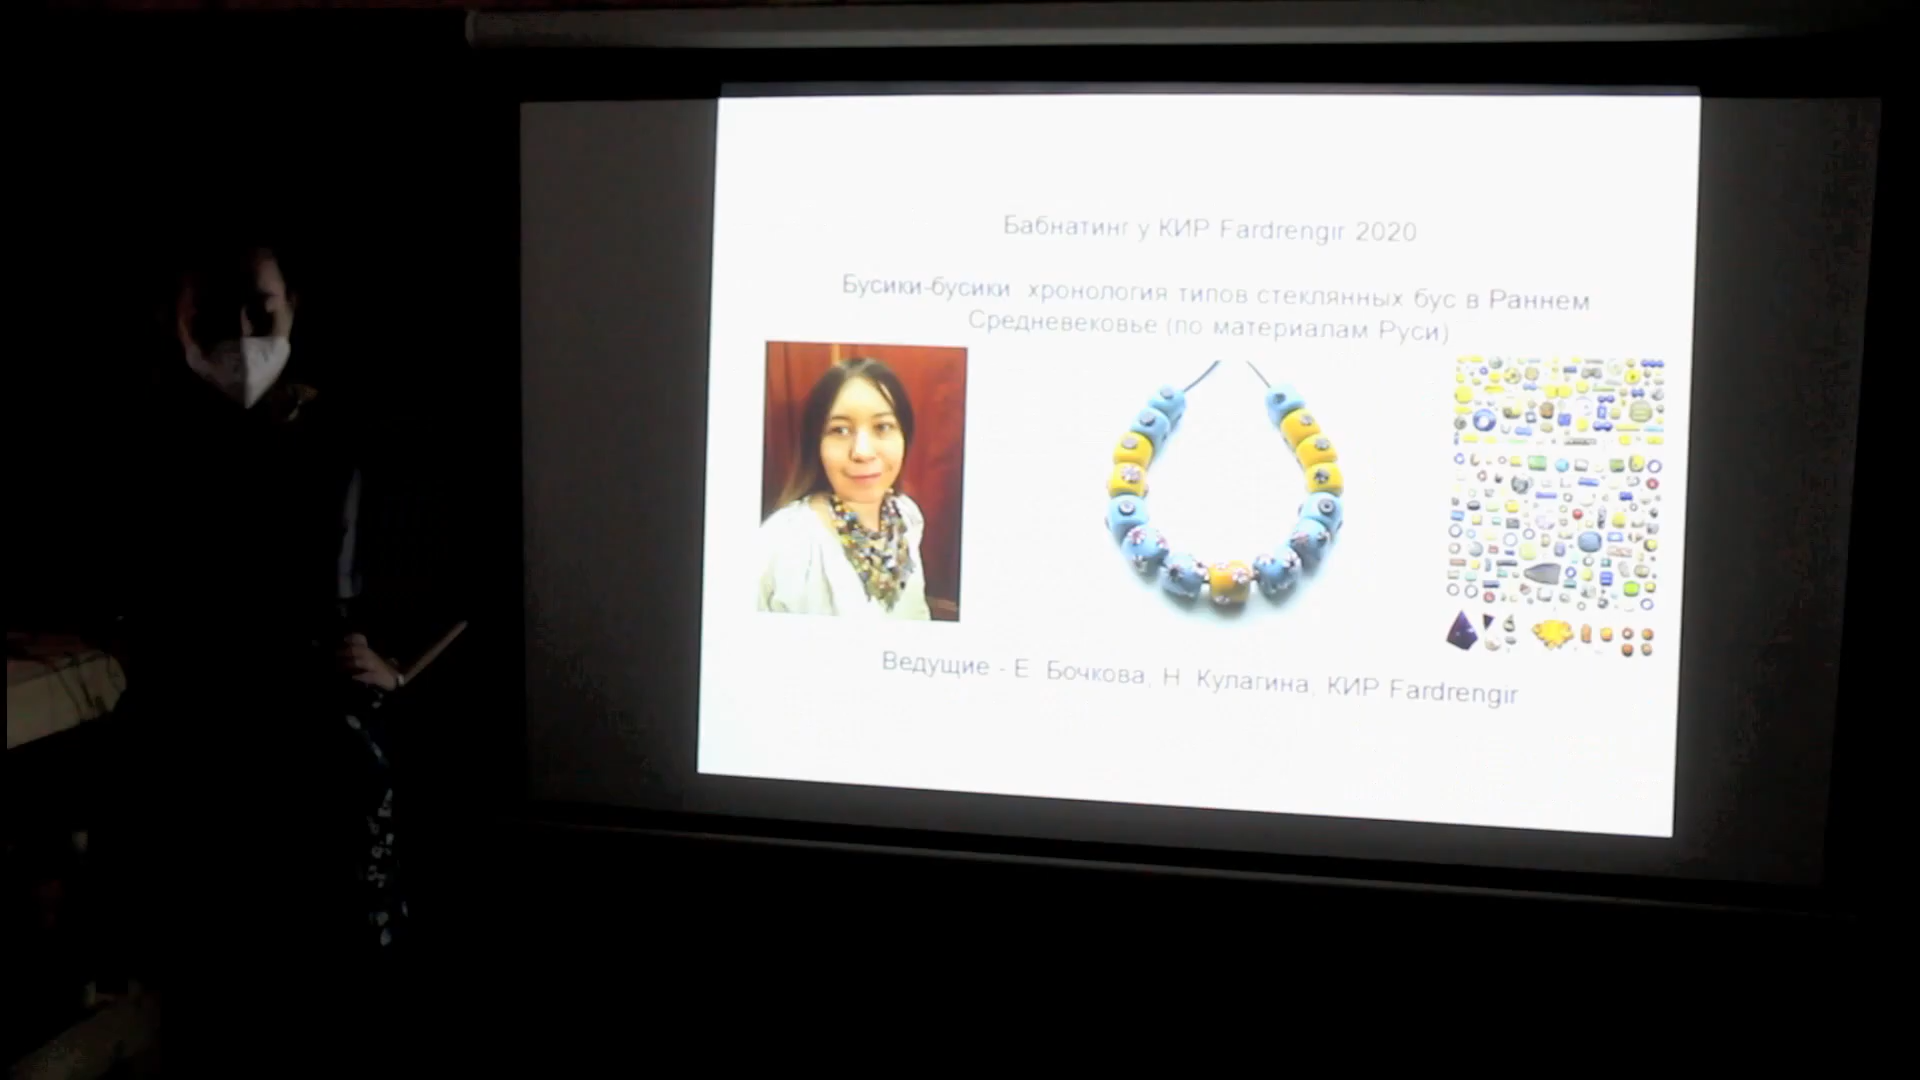 Бабнатинг у КИР Fardrengir 2020
Бусики-бусики хронология типов стеклянных бус в Раннем
Средневековье (по материалам Руси)
Ведущие - Е. Бочкова, Н. Кулагина, КИР Fardrengir